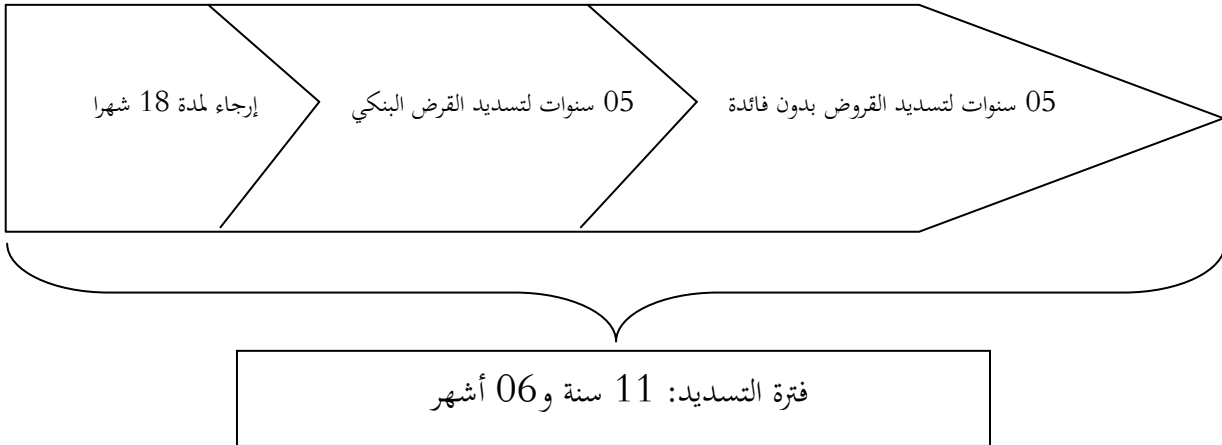 إرجاء لمدة 18 شهرا
05 سنوات لتسديد القرض البنكي
05 سنوات لتسديد القروض بدون فائدة
فترة التسديد: 11 سنة و06 أشهر